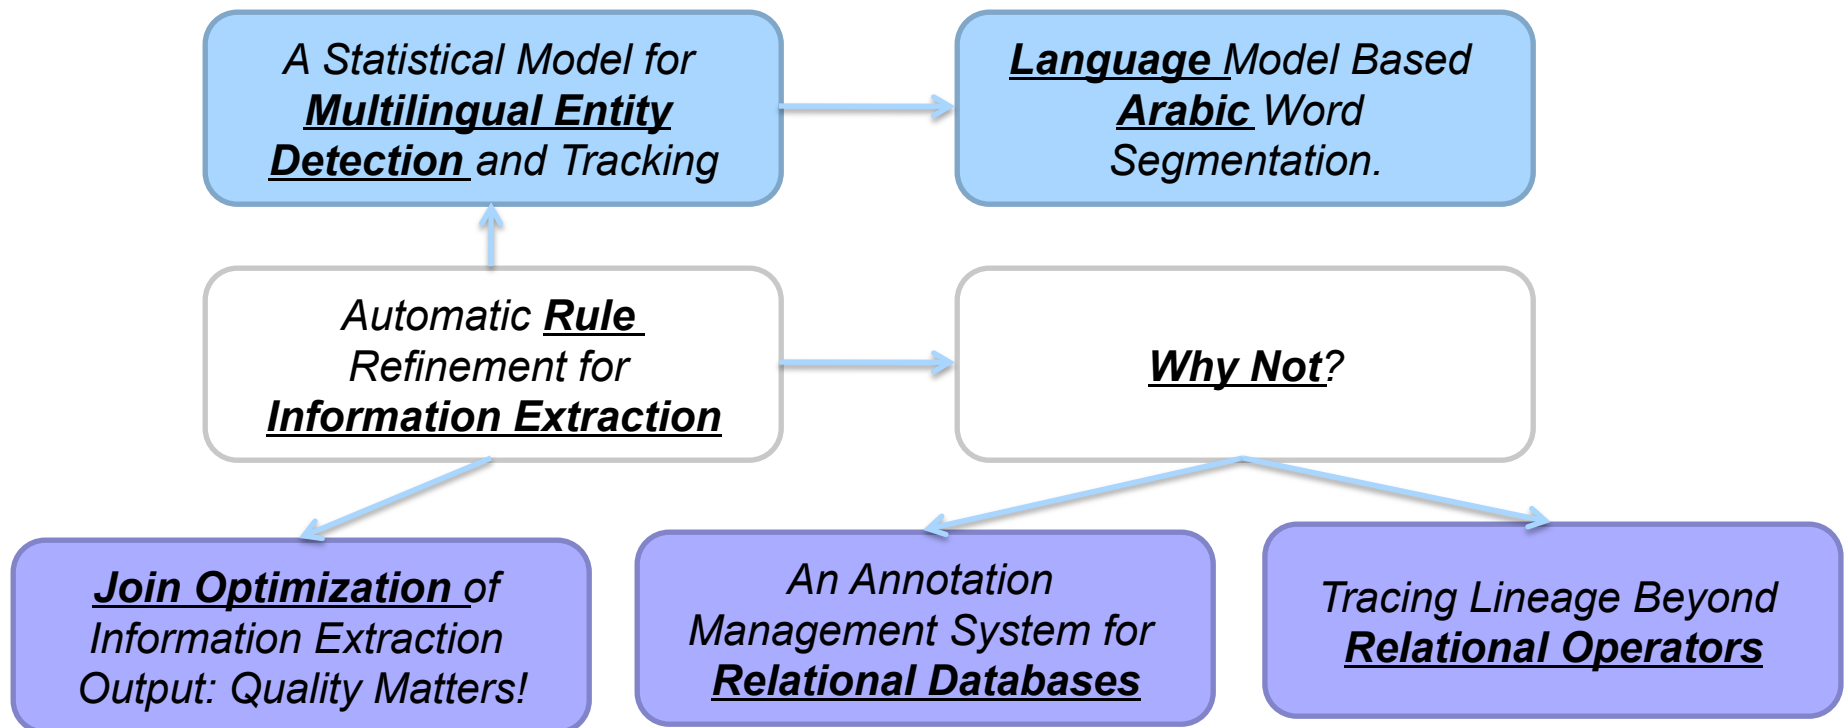 A Statistical Model for
Multilingual Entity
Detection and Tracking
Language Model Based
Arabic Word
Segmentation.
Automatic Rule
Refinement for
Information Extraction
Why Not?
Join Optimization of
Information Extraction
Output: Quality Matters!
An Annotation
Management System for
Relational Databases
Tracing Lineage Beyond
Relational Operators